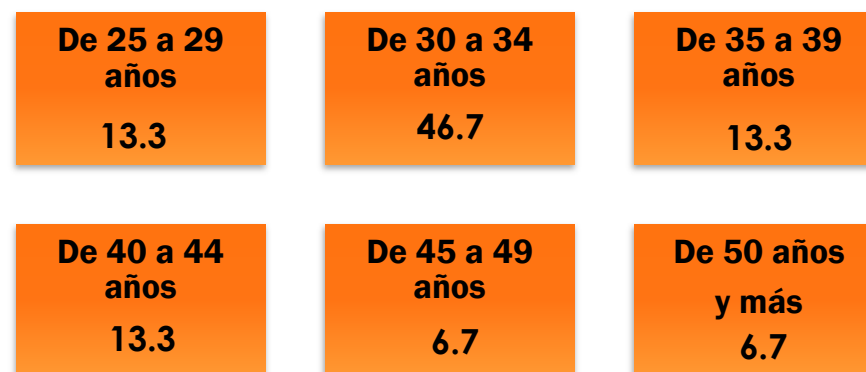 De 25 a 29
años
13.3
De 30 a 34
años
46.7
De 35 a 39
años
13.3
De 40 a 44
años
13.3
De 45 a 49
años
6.7
De 50 años
y más
6.7